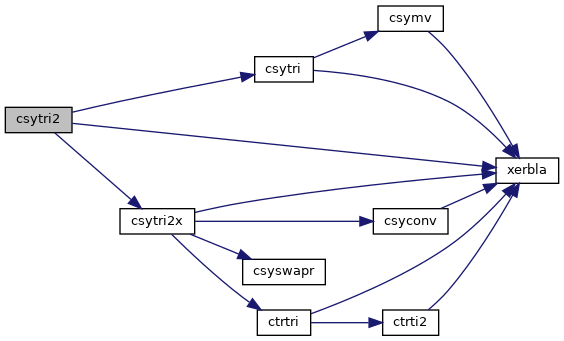 csymv
csytri
csytri2
xerbla
csytri2x
csyconv
csyswapr
ctrtri
ctrti2